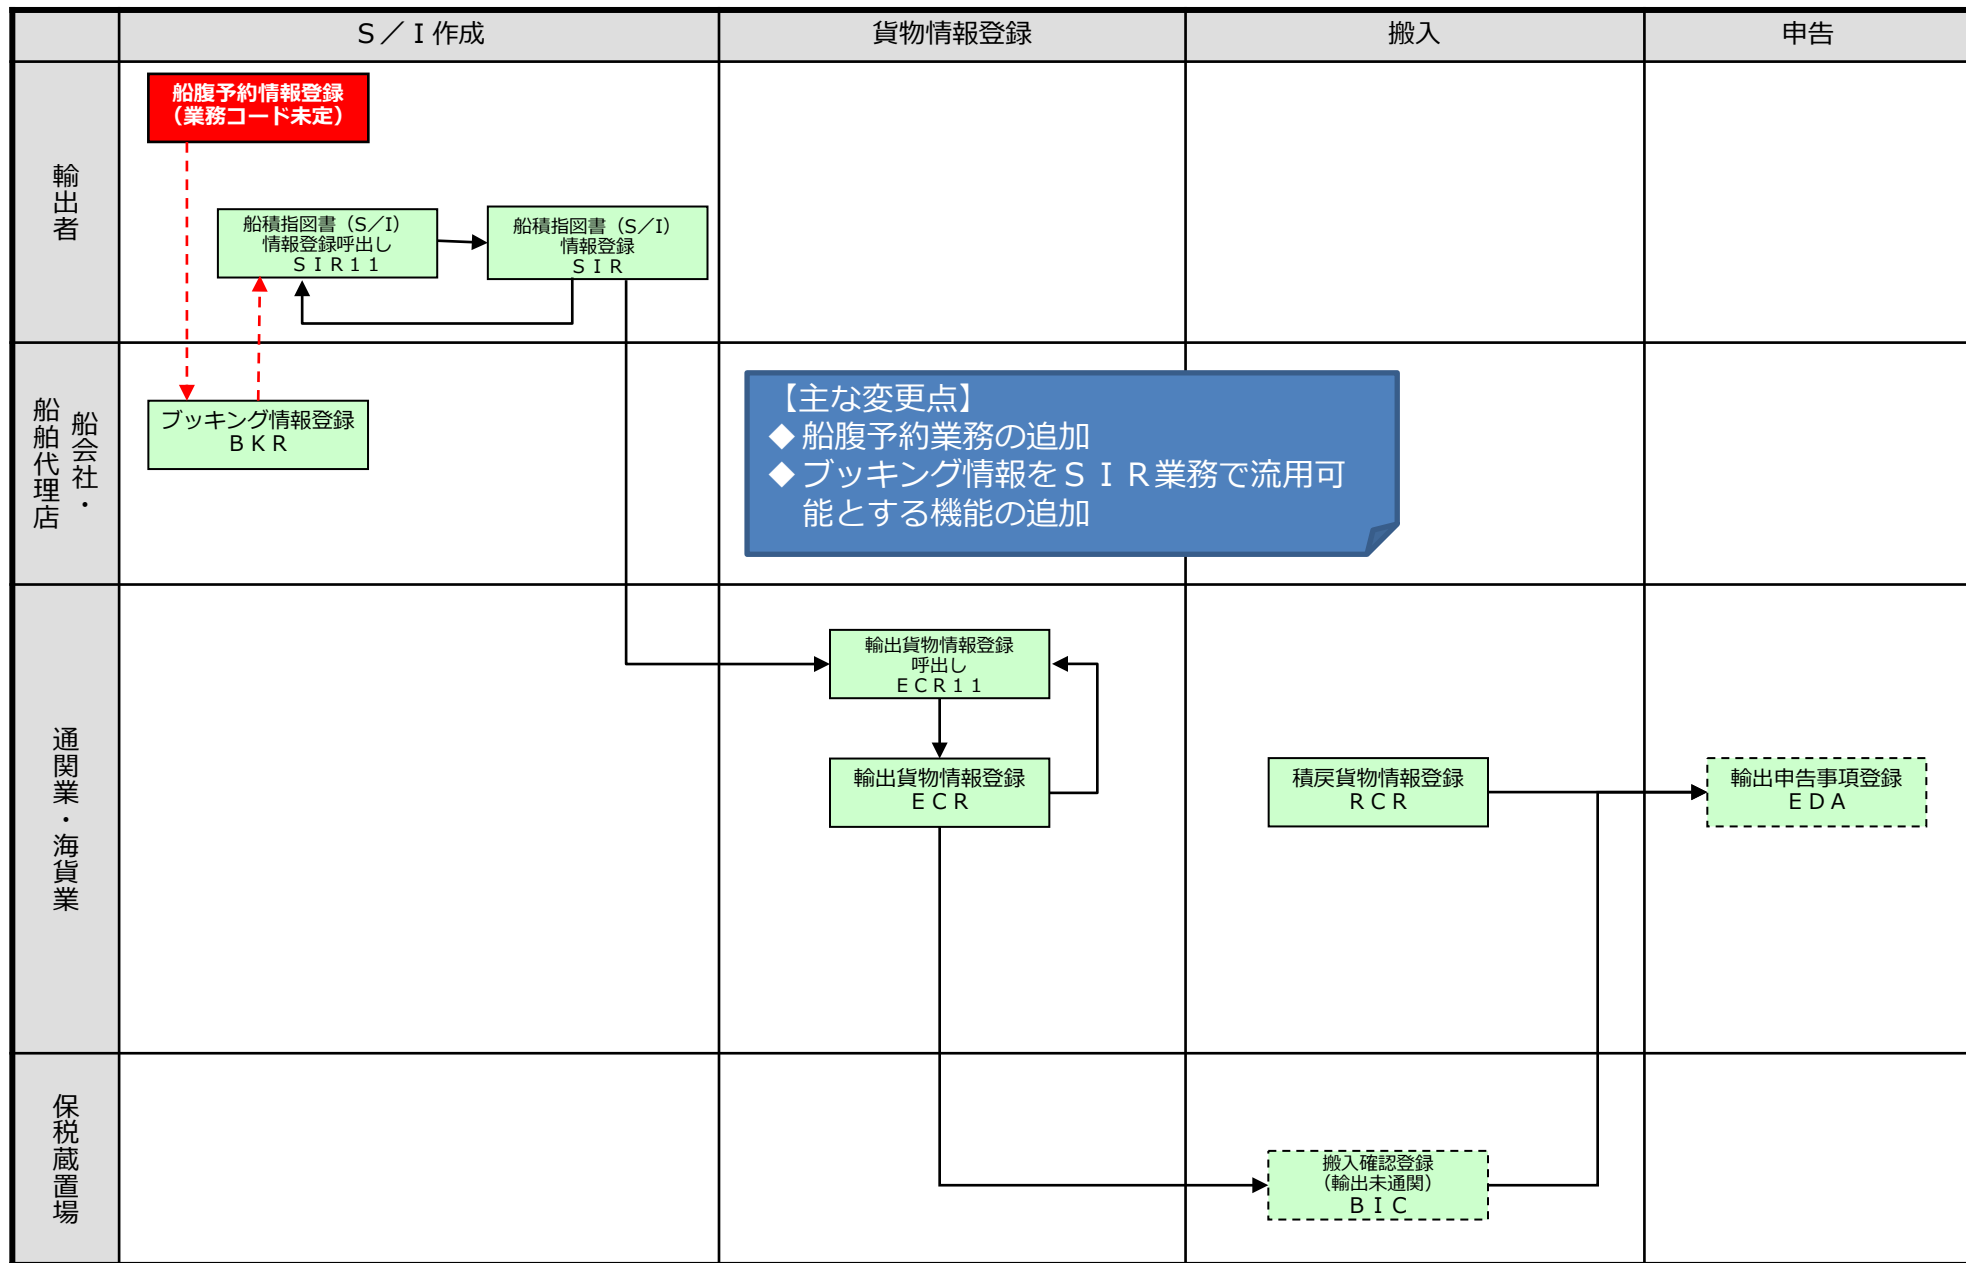 S／I作成
貨物情報登録
搬入
申告
輸出者
船腹予約情報登録
（業務コード未定）
船積指図書（S／I）
情報登録呼出し
ＳＩＲ１１
船積指図書（S／I）
情報登録
ＳＩＲ
船会社・
船舶代理店
ブッキング情報登録
ＢＫＲ
【主な変更点】
◆船腹予約業務の追加
◆ブッキング情報をＳＩＲ業務で流用可
能とする機能の追加
通関業・海貨業
輸出貨物情報登録
呼出し
ＥＣＲ１１
輸出貨物情報登録
ＥＣＲ
積戻貨物情報登録
ＲＣＲ
輸出申告事項登録
ＥＤＡ
保税蔵置場
搬入確認登録
（輸出未通関）
ＢＩＣ